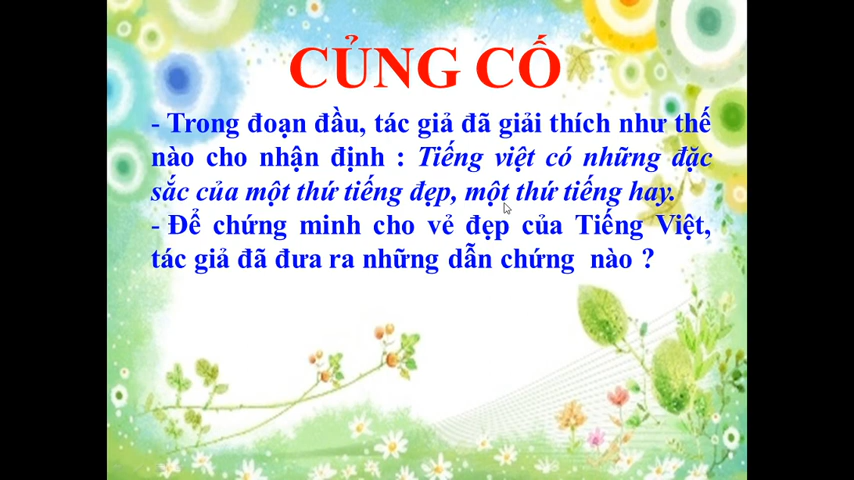 CỦNG CỐ
- Trong đoạn đầu, tác giả đã giải thích như thế
nào cho nhận định : Tiếng việt có những đặc
sắc của một thứ tiếng đẹp, một thứ tiếng hay.
- Để chứng minh cho vẻ đẹp của Tiếng Việt,
tác giả đã đưa ra những dẫn chứng nào ?